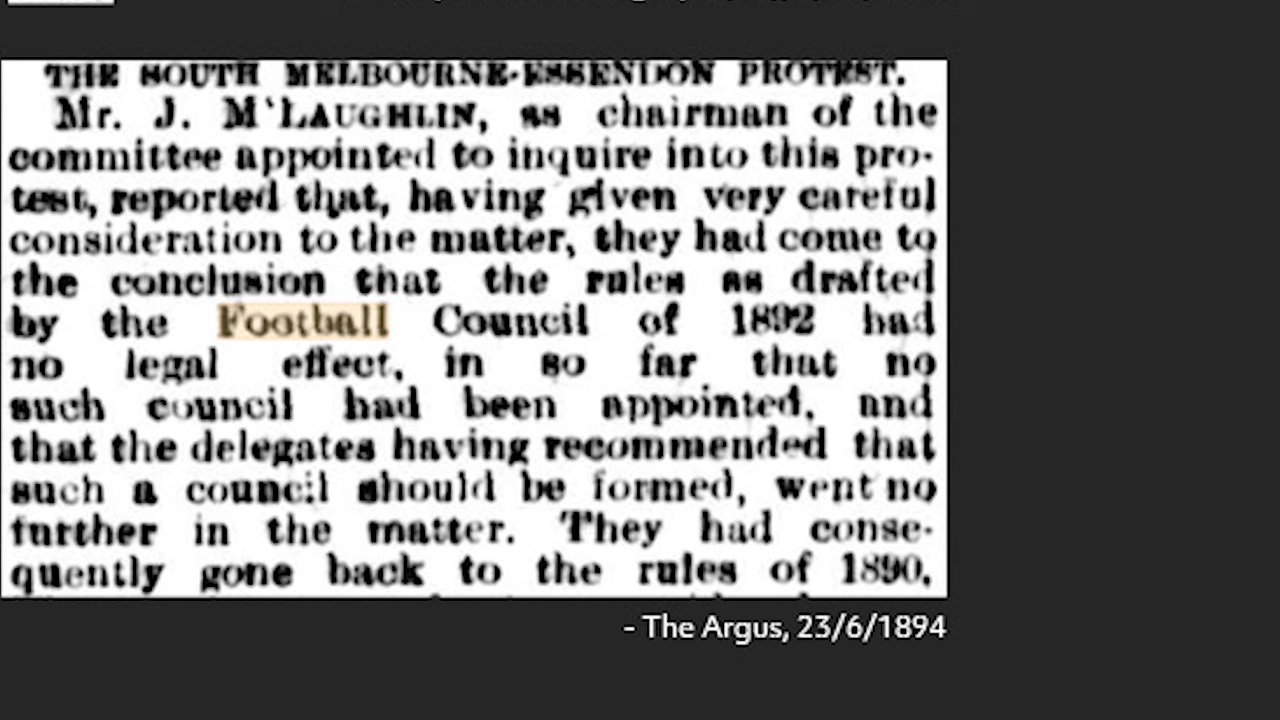 THE SOUTH MELBOURNE-ESSENDON PROTEST.
Mr. J. M'LAUGHLIN, as chairman of the
committee appointed to inquire into this pro-
test, reported that, having given very careful
consideration to the matter, they had come to
the conclusion that the rules as drafted
by the Football Council of 1892 had
no legal effect, in so far that no
such council had been appointed, and
that the delegates having recommended that
such a council should be formed, went no
further in the matter. They had conse-
quently gone back to the rules of 1890,
- The Argus, 23/6/1894